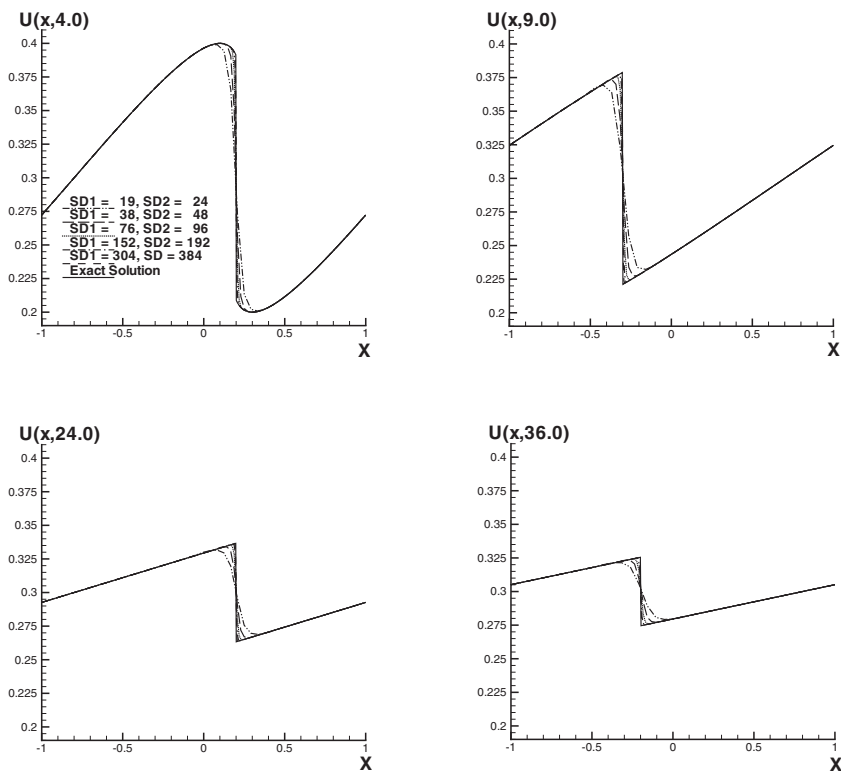 U(x,4.0)
0.4
0.375
0.35
0.325
0.3
0.275
0.25
0.225
0.2
SD1 = 19, SD2 = 24
SD1 = 38, SD2 = 48
SD1 = 76, SD2 = 96
SD1 = 152, SD2 = 192
SD1 = 304, SD = 384
Exact Solution
-1 -0.5 0 0.5 1
X
U(x,9.0)
0.4
0.375
0.35
0.325
0.3
0.275
0.25
0.225
0.2
-1 -0.5 0 0.5 1
X
U(x,24.0)
0.4
0.375
0.35
0.325
0.3
0.275
0.25
0.225
0.2
-1 -0.5 0 0.5 1
X
U(x,36.0)
0.4
0.375
0.35
0.325
0.3
0.275
0.25
0.225
0.2
-1 -0.5 0 0.5 1
X